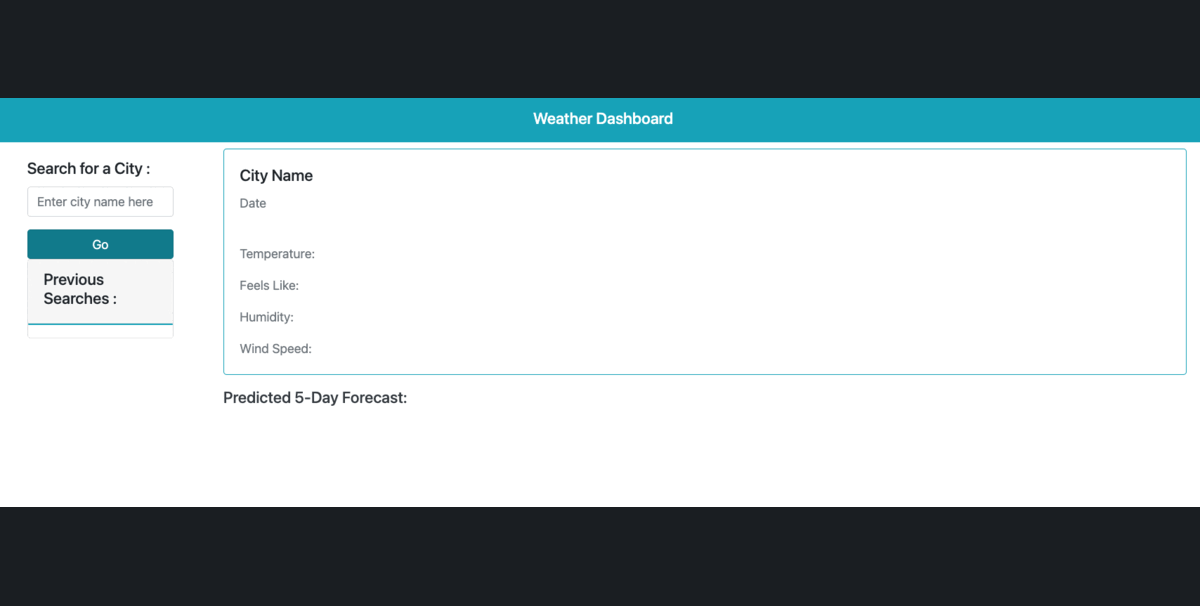 Weather Dashboard
Search for a City :
Enter city name here
Go
Previous
Searches :
City Name
Date
Temperature:
Feels Like:
Humidity:
Wind Speed:
Predicted 5-Day Forecast: